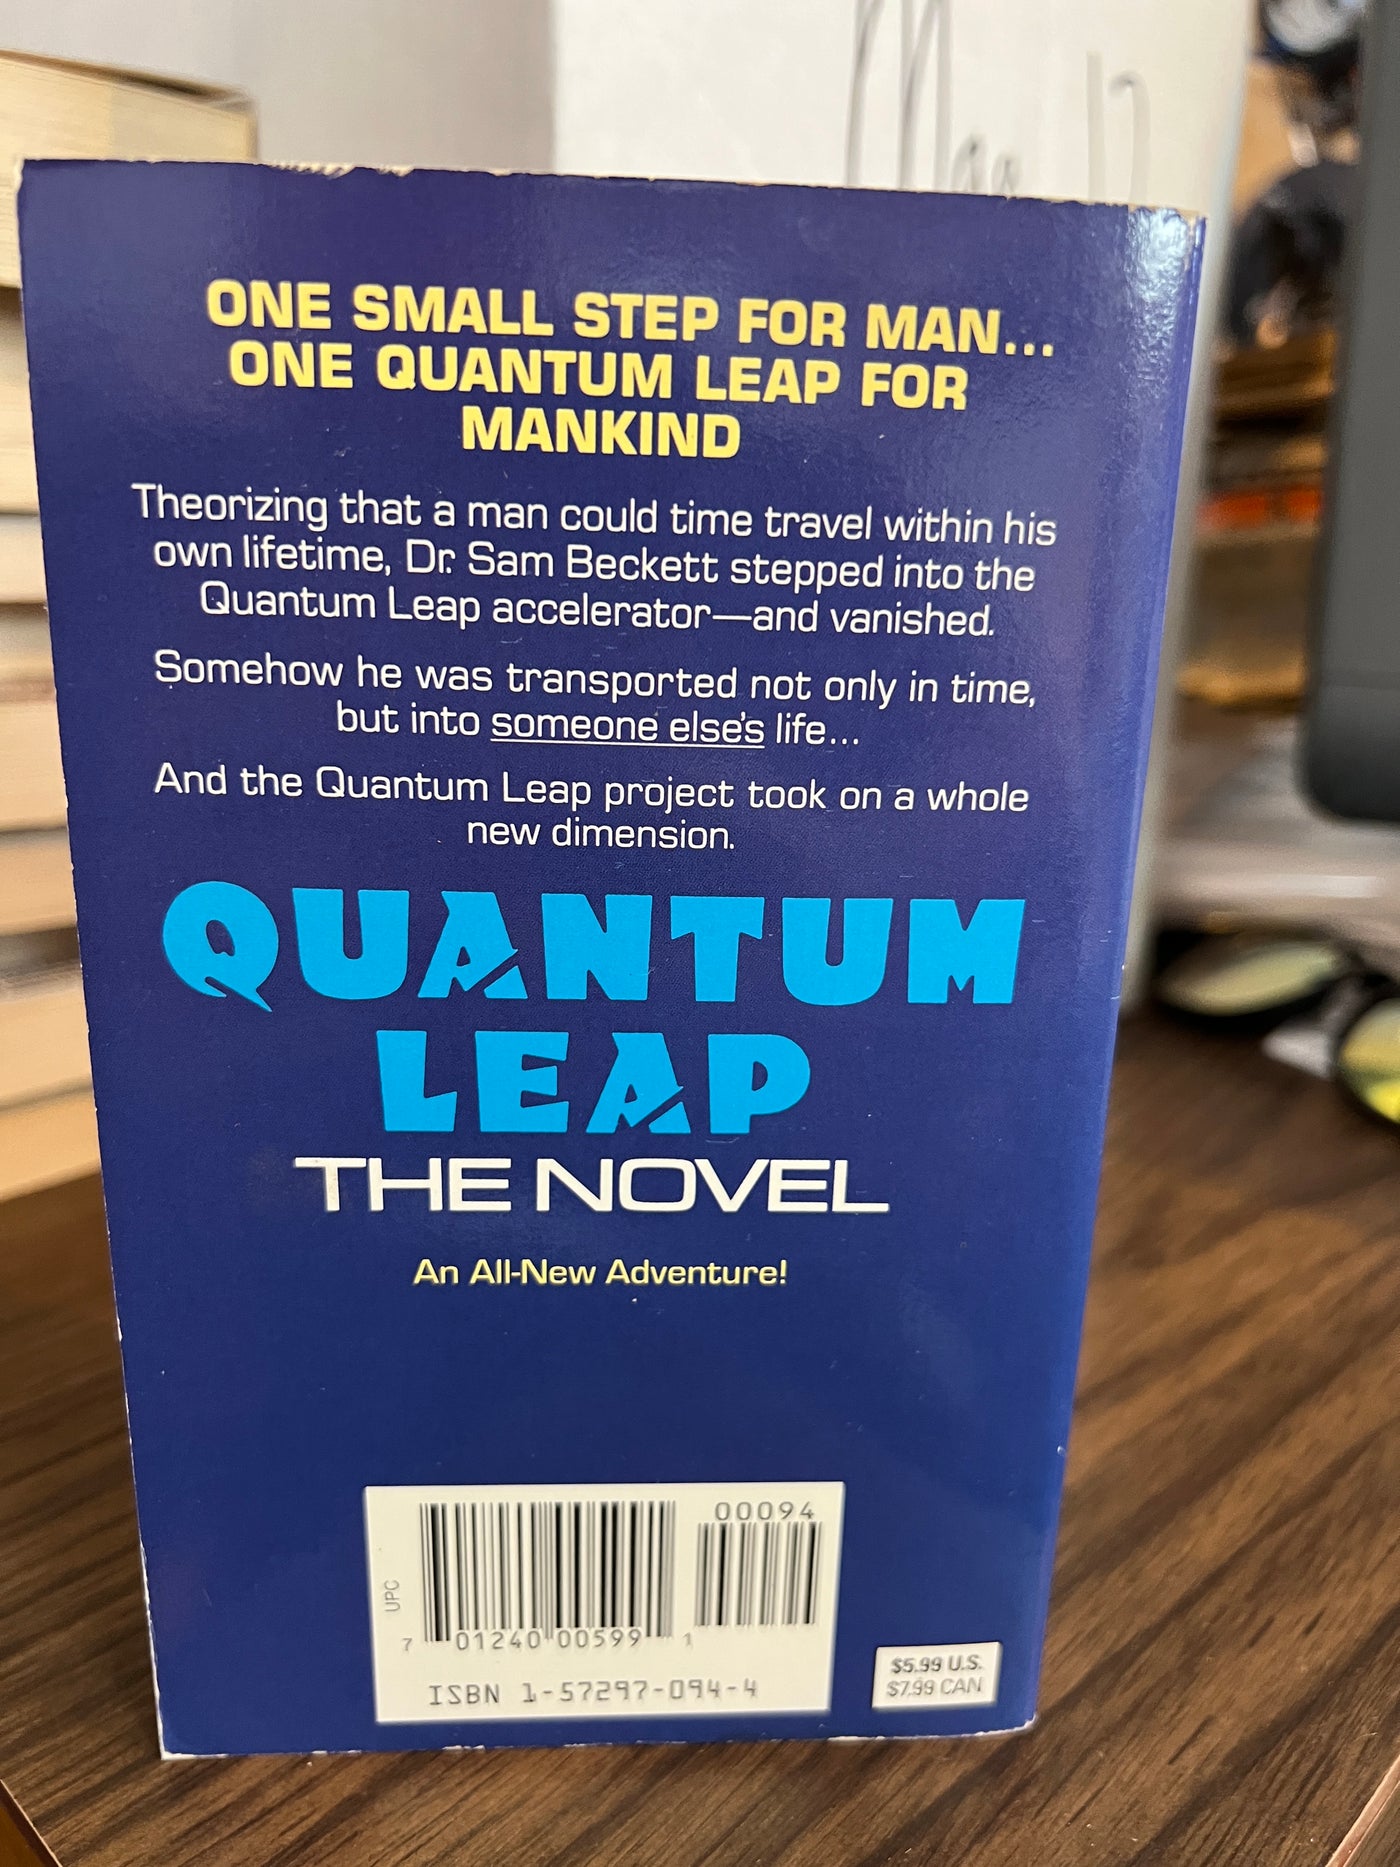 ONE SMALL STEP FOR MAN...
ONE QUANTUM LEAP FOR
MANKIND
Theorizing that a man could time travel within his
own lifetime, Dr. Sam Beckett stepped into the
Quantum Leap accelerator—and vanished.
Somehow he was transported not only in time,
but into someone else's life...
And the Quantum Leap project took on a whole
new dimension.
QUANTUM
LEAP
THE NOVEL
An All-New Adventure!
00094
UPC
7 01240 00599 1
ISBN 1-57297-094-4
$5.99 U.S.
$7.99 CAN